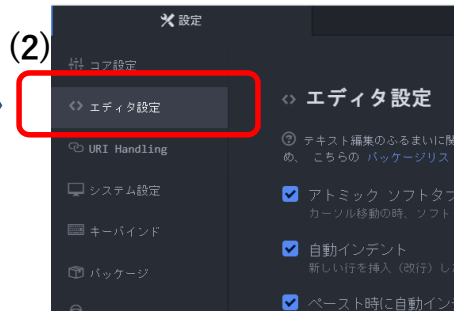 設定
(2)
コア設定
エディタ設定
URI Handling
システム設定
キーバインド
パッケージ
エディタ設定
テキスト編集のふるまいに関
め、 こちらの パッケージリス
アトミック ソフトタブ
カーソル移動の時、ソフト
自動インデント
新しい行を挿入（改行）した
ペースト時に自動イン